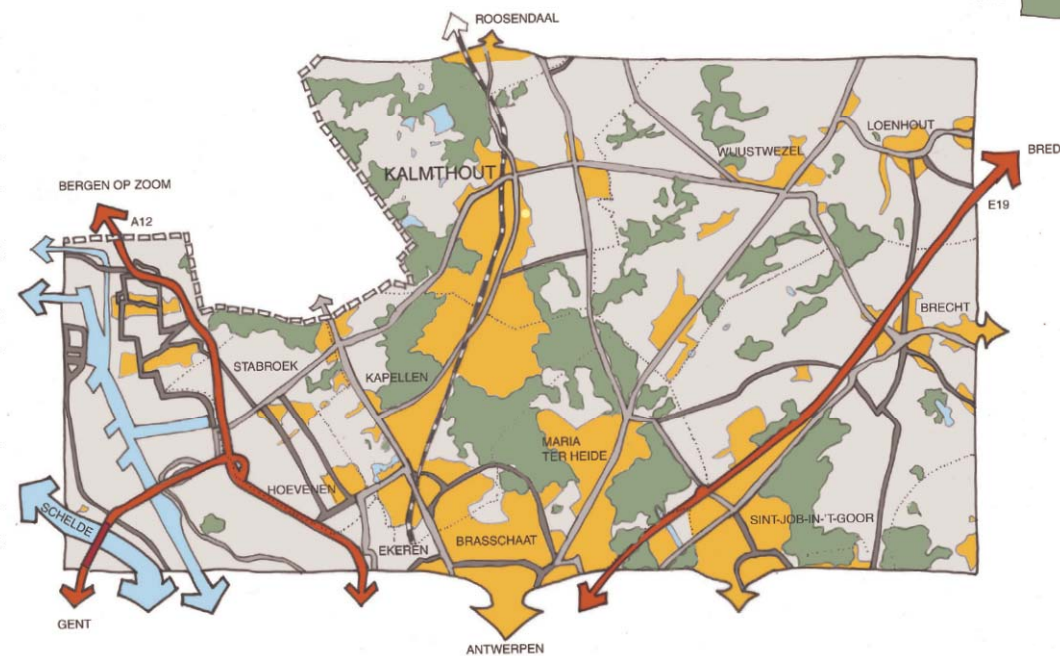 ROOSENDAAL
LOENHOUT
WUUSTWEZEL
BRED
KALMTHOUT
BERGEN OP ZOOM
A12
E19
BRECHT
STABROEK
KAPELLEN
MARIA
TER HEIDE
HOEVENEN
SCHELDE
SINT-JOB-IN-'T-GOOR
EKEREN
BRASSCHAAT
GENT
ANTWERPEN